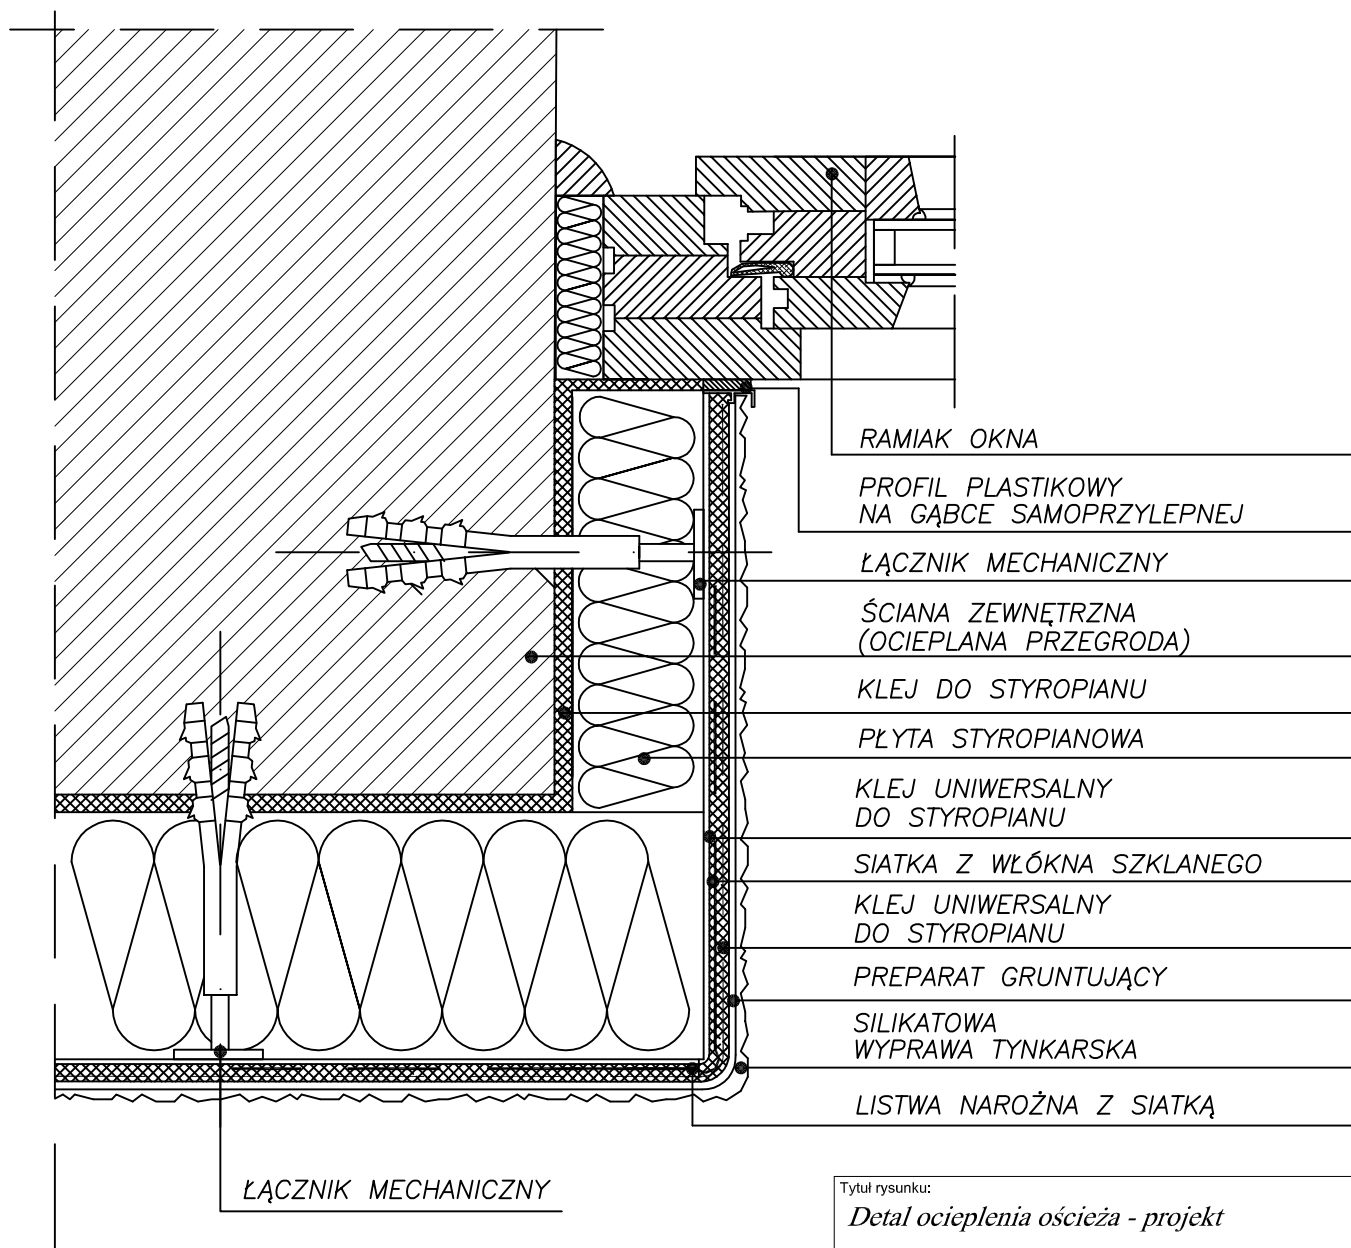 RAMIAK OKNA
PROFIL PLASTIKOWY
NA GĄBCE SAMOPRZYLEPNEJ
ŁĄCZNIK MECHANICZNY
ŚCIANA ZEWNĘTRZNA
(OCIEPLANA PRZEGRODA)
KLEJ DO STYROPIANU
PŁYTA STYROPIANOWA
KLEJ UNIWERSALNY
DO STYROPIANU
SIATKA Z WŁÓKNA SZKLANEGO
KLEJ UNIWERSALNY
DO STYROPIANU
PREPARAT GRUNTUJĄCY
SILIKATOWA
WYPRAWA TYNKARSKA
LISTWA NAROŻNA Z SIATKĄ
ŁĄCZNIK MECHANICZNY
Tytuł rysunku:
Detal ocieplenia ościeża - projekt